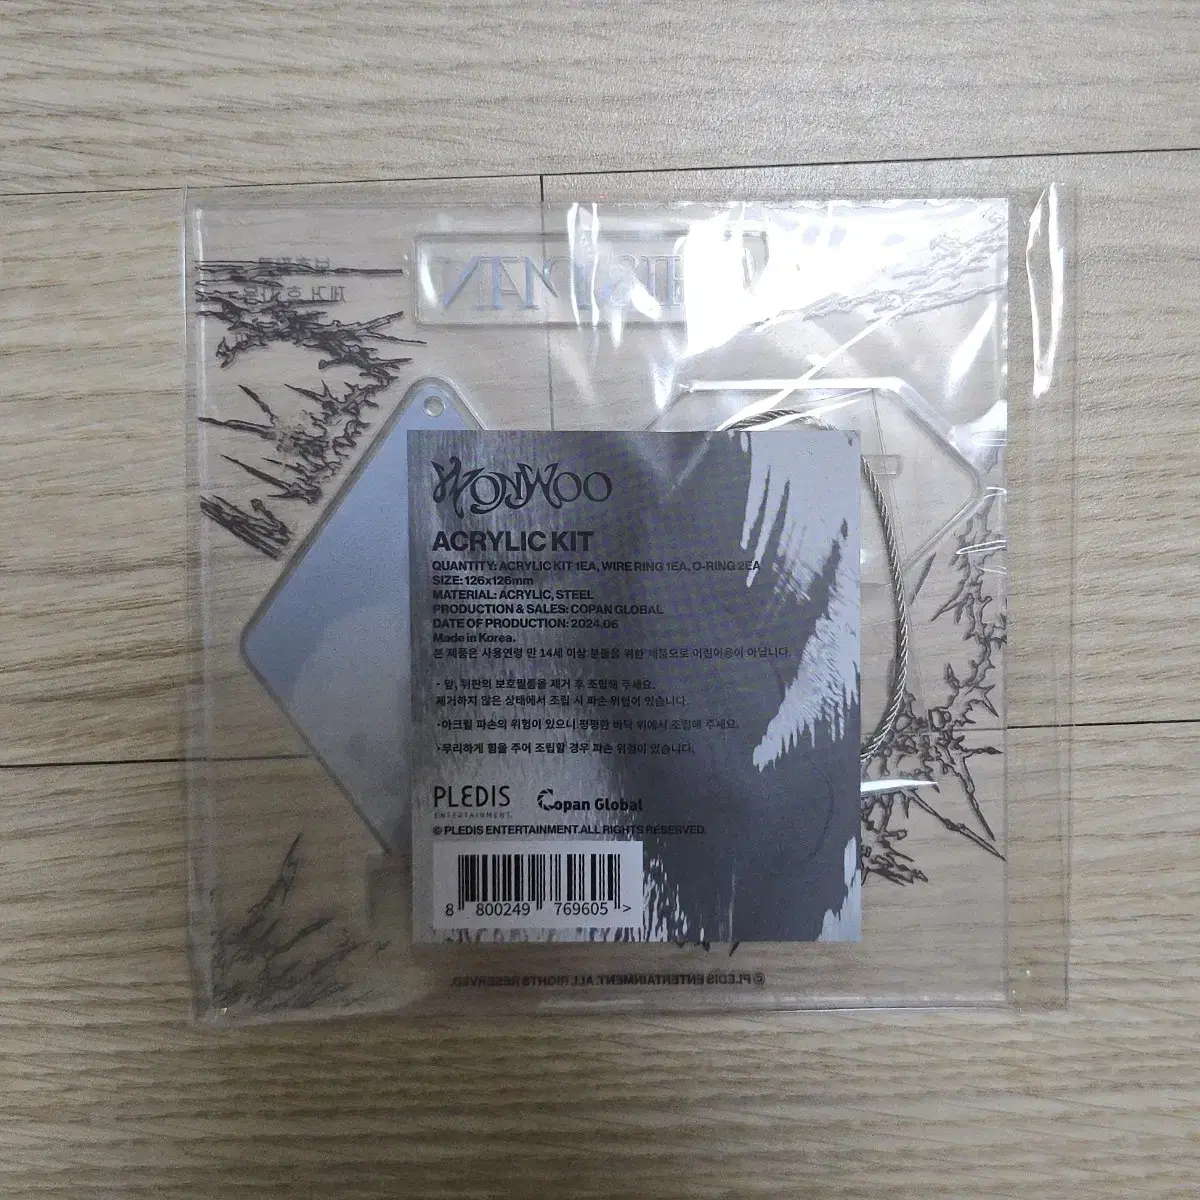 WONWOO
ACRYLIC KIT
QUANTITY: ACRYLIC KIT 1EA, WIRE RING 1EA, O-RING 2EA
SIZE: 126x126mm
MATERIAL: ACRYLIC, STEEL
PRODUCTION & SALES: COPAN GLOBAL
DATE OF PRODUCTION: 2024.06
Made in Korea.
본 제품은 사용연령 만 14세 이상 분들을 위한 제품으로 어린이용이 아닙니다.
· 앞, 뒤판의 보호필름을 제거 후 조립해 주세요.
제거하지 않은 상태에서 조립 시 파손 위험이 있습니다.
· 아크릴 파손의 위험이 있으니 평평한 바닥 위에서 조립해 주세요.
· 무리하게 힘을 주어 조립할 경우 파손 위험이 있습니다.
PLEDIS
ENTERTAINMENT
Copan Global
© PLEDIS ENTERTAINMENT. ALL RIGHTS RESERVED.
8 800249 769605 >
© PLEDIS ENTERTAINMENT. ALL RIGHTS RESERVED.